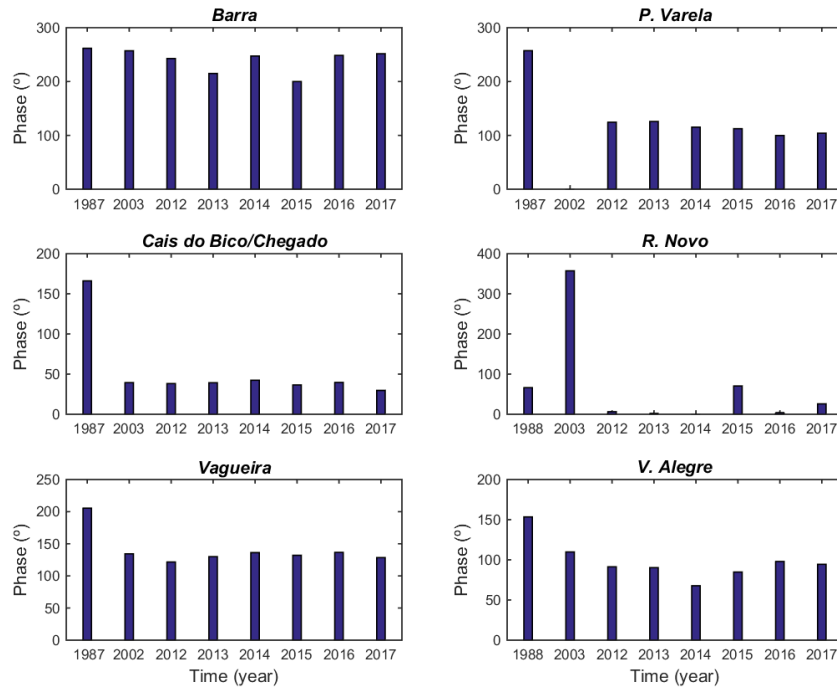 Barra
Phase (º)
300
200
100
0
1987 2003 2012 2013 2014 2015 2016 2017
P. Varela
Phase (º)
300
200
100
0
1987 2002 2012 2013 2014 2015 2016 2017
Cais do Bico/Chegado
Phase (º)
200
150
100
50
0
1987 2003 2012 2013 2014 2015 2016 2017
R. Novo
Phase (º)
400
300
200
100
0
1988 2003 2012 2013 2014 2015 2016 2017
Vagueira
Phase (º)
250
200
150
100
50
0
1987 2002 2012 2013 2014 2015 2016 2017
Time (year)
V. Alegre
Phase (º)
200
150
100
50
0
1988 2003 2012 2013 2014 2015 2016 2017
Time (year)